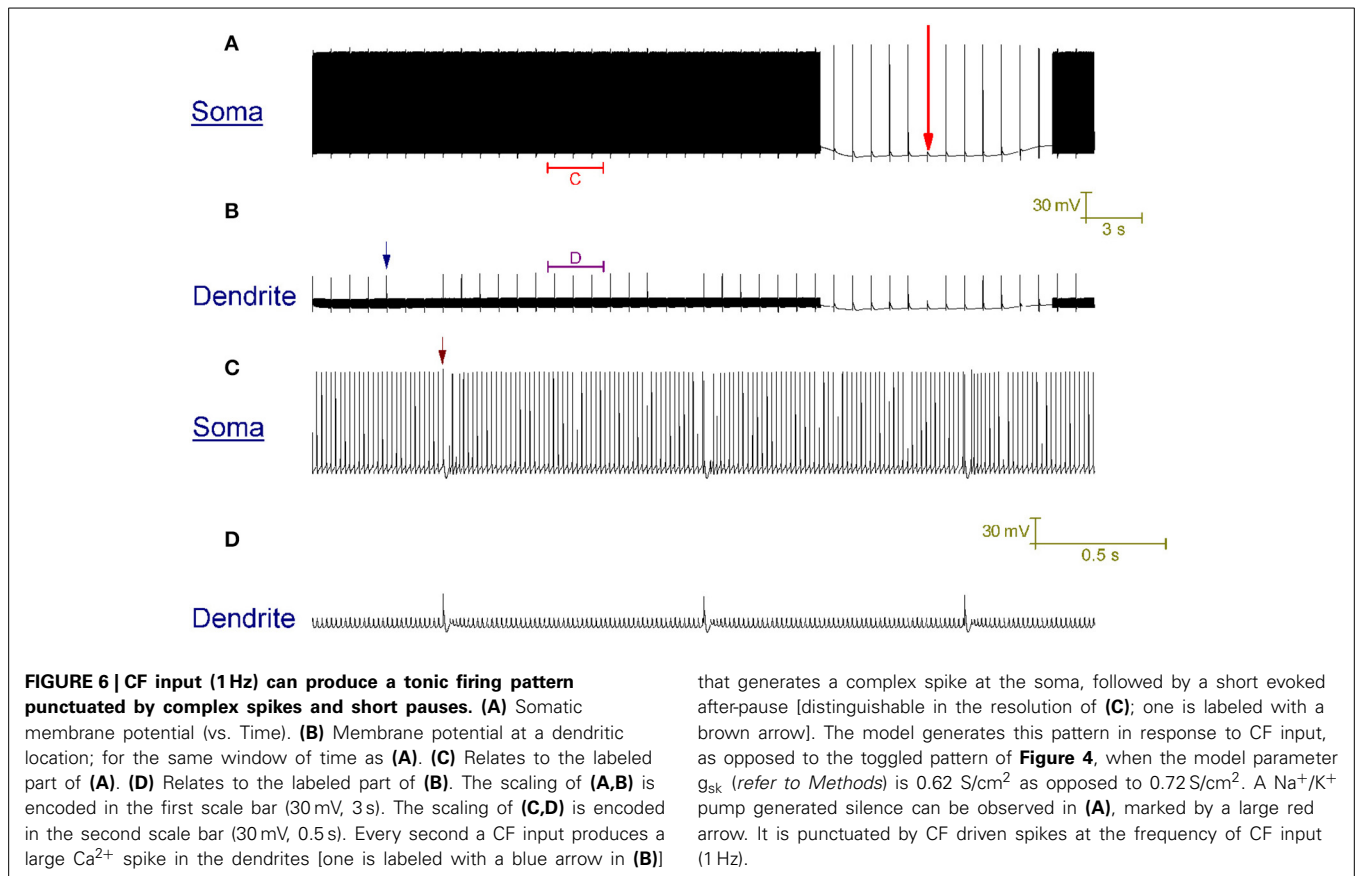 A
Soma
C
B
30 mV
3 s
D
Dendrite
C
Soma
D
30 mV
0.5 s
Dendrite
FIGURE 6 | CF input (1 Hz) can produce a tonic firing pattern
punctuated by complex spikes and short pauses. (A) Somatic
membrane potential (vs. Time). (B) Membrane potential at a dendritic
location; for the same window of time as (A). (C) Relates to the labeled
part of (A). (D) Relates to the labeled part of (B). The scaling of (A,B) is
encoded in the first scale bar (30 mV, 3 s). The scaling of (C,D) is encoded
in the second scale bar (30 mV, 0.5 s). Every second a CF input produces a
large Ca²⁺ spike in the dendrites [one is labeled with a blue arrow in (B)]
that generates a complex spike at the soma, followed by a short evoked
after-pause [distinguishable in the resolution of (C); one is labeled with a
brown arrow]. The model generates this pattern in response to CF input,
as opposed to the toggled pattern of Figure 4, when the model parameter
gsk (refer to Methods) is 0.62 S/cm² as opposed to 0.72 S/cm². A Na⁺/K⁺
pump generated silence can be observed in (A), marked by a large red
arrow. It is punctuated by CF driven spikes at the frequency of CF input
(1 Hz).